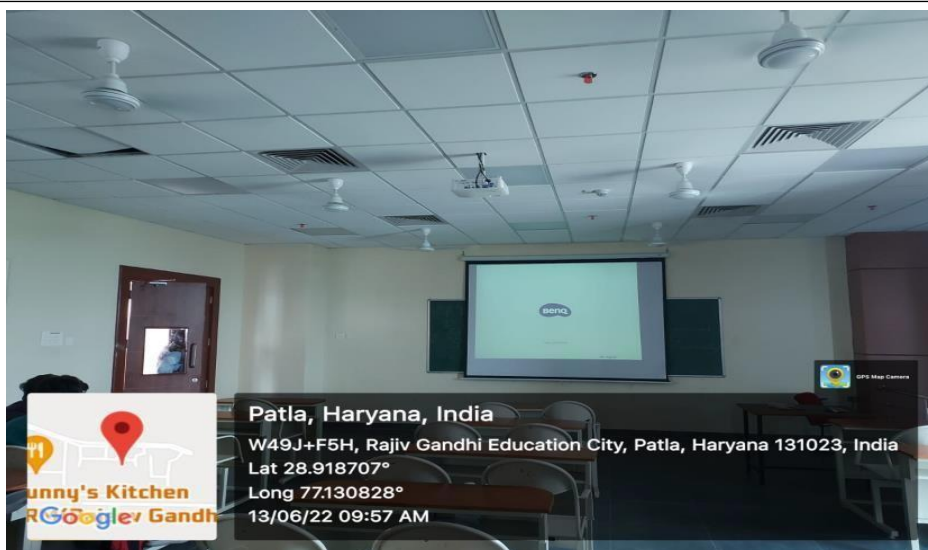 BenQ
GPS Map Camera
Patla, Haryana, India
W49J+F5H, Rajiv Gandhi Education City, Patla, Haryana 131023, India
Lat 28.918707°
Long 77.130828°
13/06/22 09:57 AM
unny's Kitchen
Google
Gandh